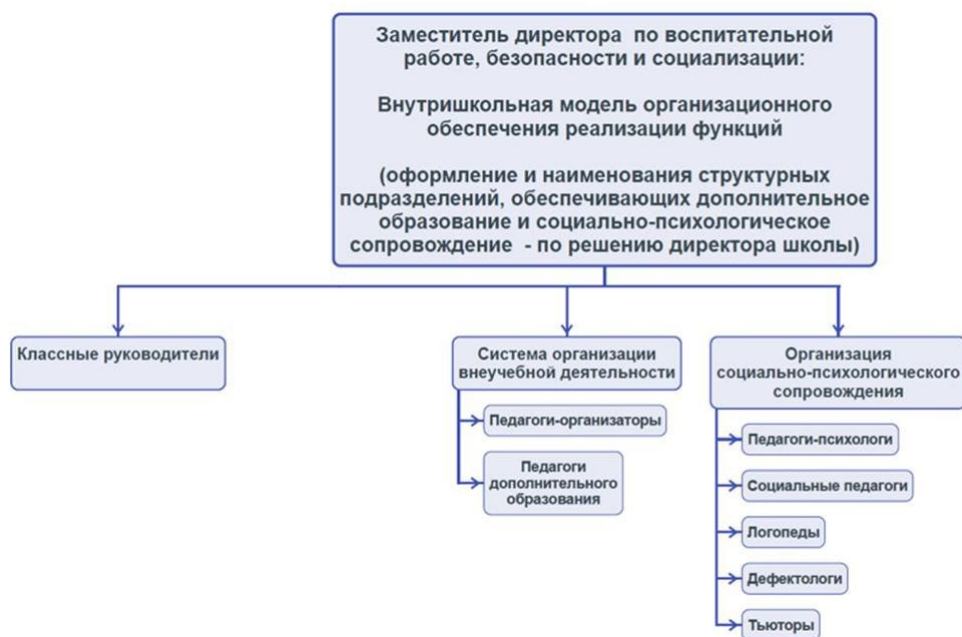 Заместитель директора по воспитательной
работе, безопасности и социализации:
Внутришкольная модель организационного
обеспечения реализации функций
(оформление и наименования структурных
подразделений, обеспечивающих дополнительное
образование и социально-психологическое
сопровождение - по решению директора школы)
Классные руководители
Система организации
внеучебной деятельности
Педагоги-организаторы
Педагоги
дополнительного
образования
Организация
социально-психологического
сопровождения
Педагоги-психологи
Социальные педагоги
Логопеды
Дефектологи
Тьюторы